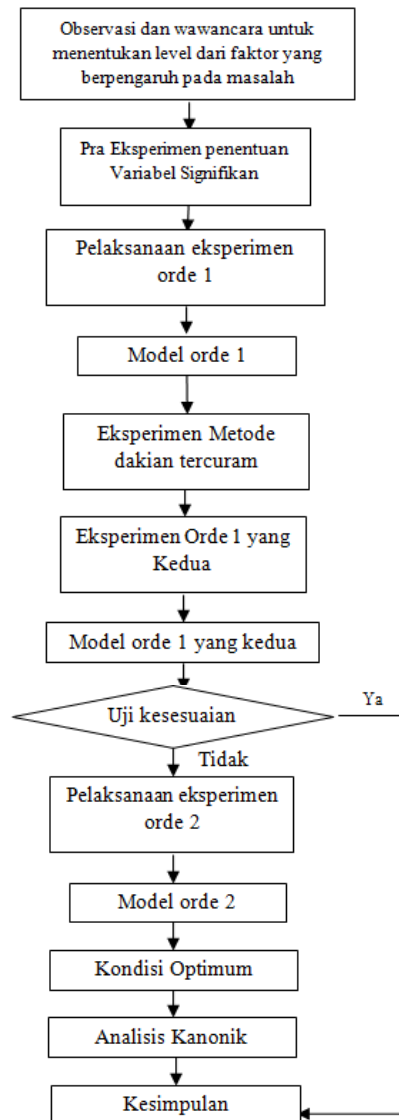 Observasi dan wawancara untuk
menentukan level dari faktor yang
berpengaruh pada masalah
Pra Eksperimen penentuan
Variabel Signifikan
Pelaksanaan eksperimen
orde 1
Model orde 1
Eksperimen Metode
dakian tercuram
Eksperimen Orde 1 yang
Kedua
Model orde 1 yang kedua
Uji kesesuaian
Ya
Tidak
Pelaksanaan eksperimen
orde 2
Model orde 2
Kondisi Optimum
Analisis Kanonik
Kesimpulan